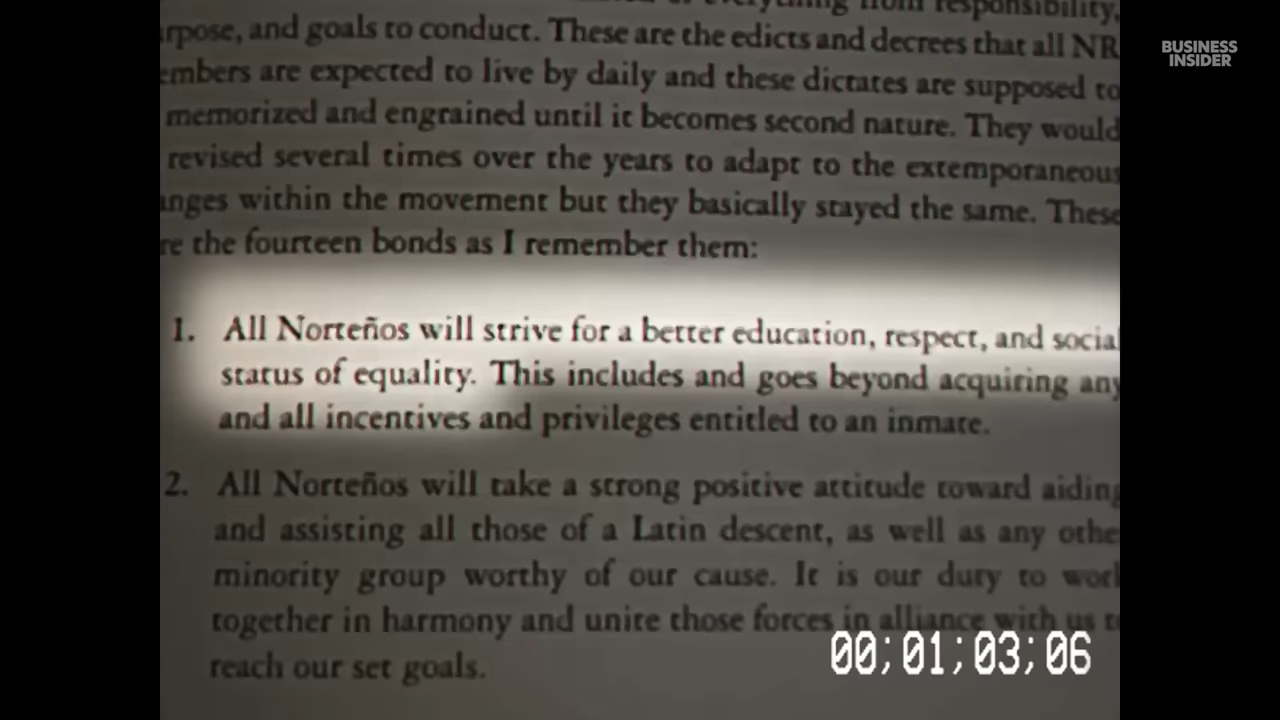 everything from responsibility,
rpose, and goals to conduct. These are the edicts and decrees that all NR
embers are expected to live by daily and these dictates are supposed to
memorized and engrained until it becomes second nature. They would
revised several times over the years to adapt to the extemporaneous
anges within the movement but they basically stayed the same. These
re the fourteen bonds as I remember them:
1. All Norteños will strive for a better education, respect, and social
status of equality. This includes and goes beyond acquiring any
and all incentives and privileges entitled to an inmate.
2. All Norteños will take a strong positive attitude toward aiding
and assisting all those of a Latin descent, as well as any othe
minority group worthy of our cause. It is our duty to worl
together in harmony and unite those forces in alliance with us t
reach our set goals.
BUSINESS
INSIDER
00;01;03;06